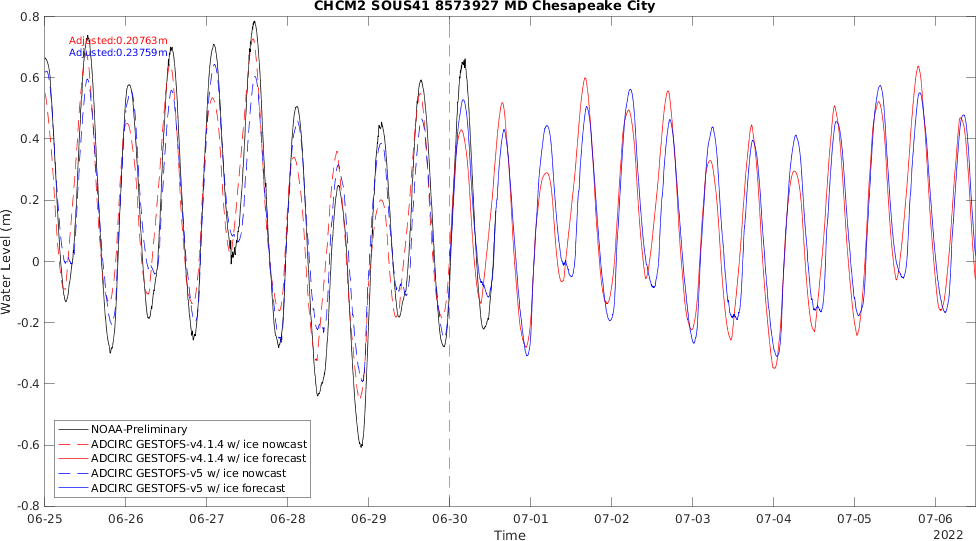 CHCM2 SOUS41 8573927 MD Chesapeake City
Adjusted:0.20763m
Adjusted:0.23759m
0.8
0.6
0.4
0.2
0
-0.2
-0.4
-0.6
-0.8
Water Level (m)
NOAA-Preliminary
ADCIRC GESTOFS-v4.1.4 w/ ice nowcast
ADCIRC GESTOFS-v4.1.4 w/ ice forecast
ADCIRC GESTOFS-v5 w/ ice nowcast
ADCIRC GESTOFS-v5 w/ ice forecast
06-25 06-26 06-27 06-28 06-29 06-30 07-01 07-02 07-03 07-04 07-05 07-06
Time
2022